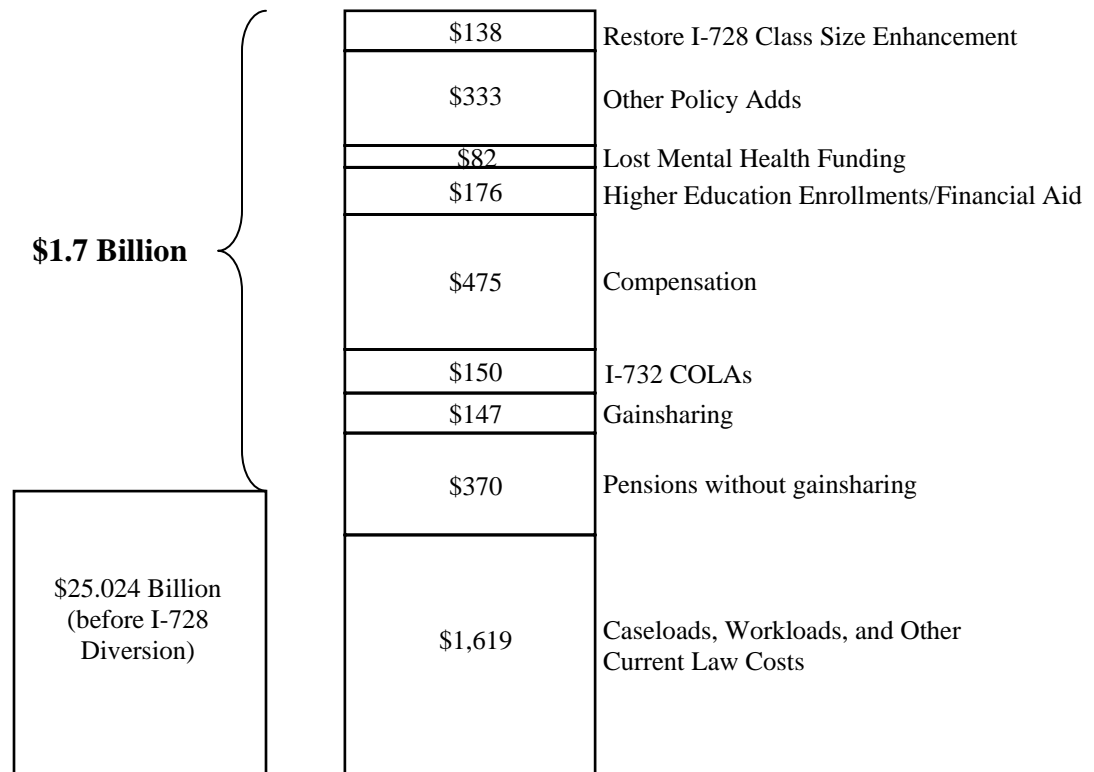 $138
Restore I-728 Class Size Enhancement
$333
Other Policy Adds
$82
Lost Mental Health Funding
$176
Higher Education Enrollments/Financial Aid
$1.7 Billion
$475
Compensation
$150
I-732 COLAs
$147
Gainsharing
$370
Pensions without gainsharing
$25.024 Billion
(before I-728
Diversion)
$1,619
Caseloads, Workloads, and Other
Current Law Costs